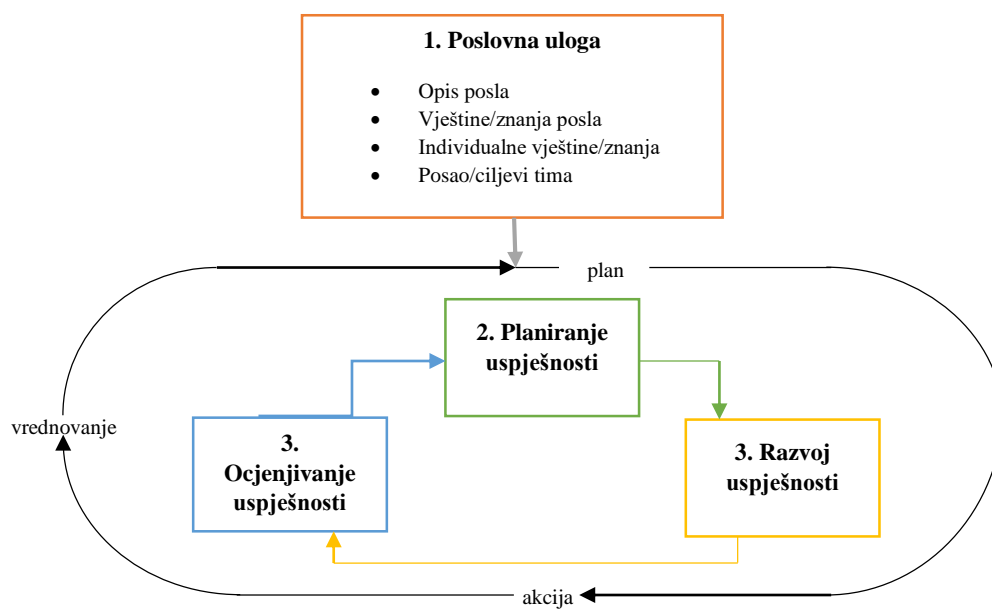 1. Poslovna uloga
• Opis posla
• Vještine/znanja posla
• Individualne vještine/znanja
• Posao/ciljevi tima
plan
2. Planiranje
uspješnosti
vrednovanje
3.
Ocjenjivanje
uspješnosti
3. Razvoj
uspješnosti
akcija